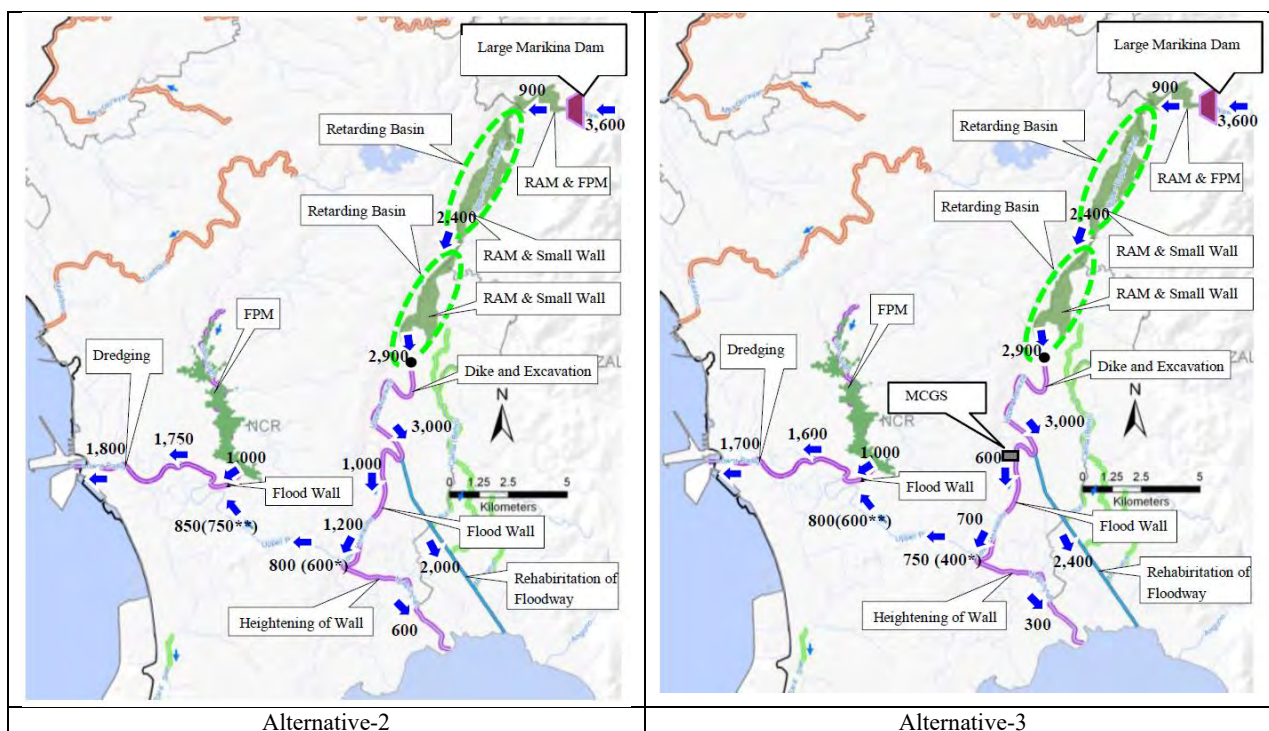 Large Marikina Dam
900
3,600
Retarding Basin
RAM & FPM
Retarding Basin
2,400
RAM & Small Wall
RAM & Small Wall
FPM
2,900
Dredging
Dike and Excavation
N
NCR
3,000
1,800
1,750
1,000
1,000
Flood Wall
0 1.25 2.5 5
Kilometers
850(750**)
1,200
Flood Wall
800 (600*)
2,000
Rehabiritation of
Floodway
Heightening of Wall
600
Alternative-2
Large Marikina Dam
900
3,600
Retarding Basin
RAM & FPM
Retarding Basin
2,400
RAM & Small Wall
RAM & Small Wall
FPM
2,900
ZAL
Dredging
Dike and Excavation
MCGS
N
NCR
3,000
1,700
1,600
1,000
600
Flood Wall
0 1.25 2.5 5
Kilometers
800(600**)
700
Flood Wall
750 (400*)
2,400
Rehabiritation of
Floodway
Heightening of Wall
300
Alternative-3